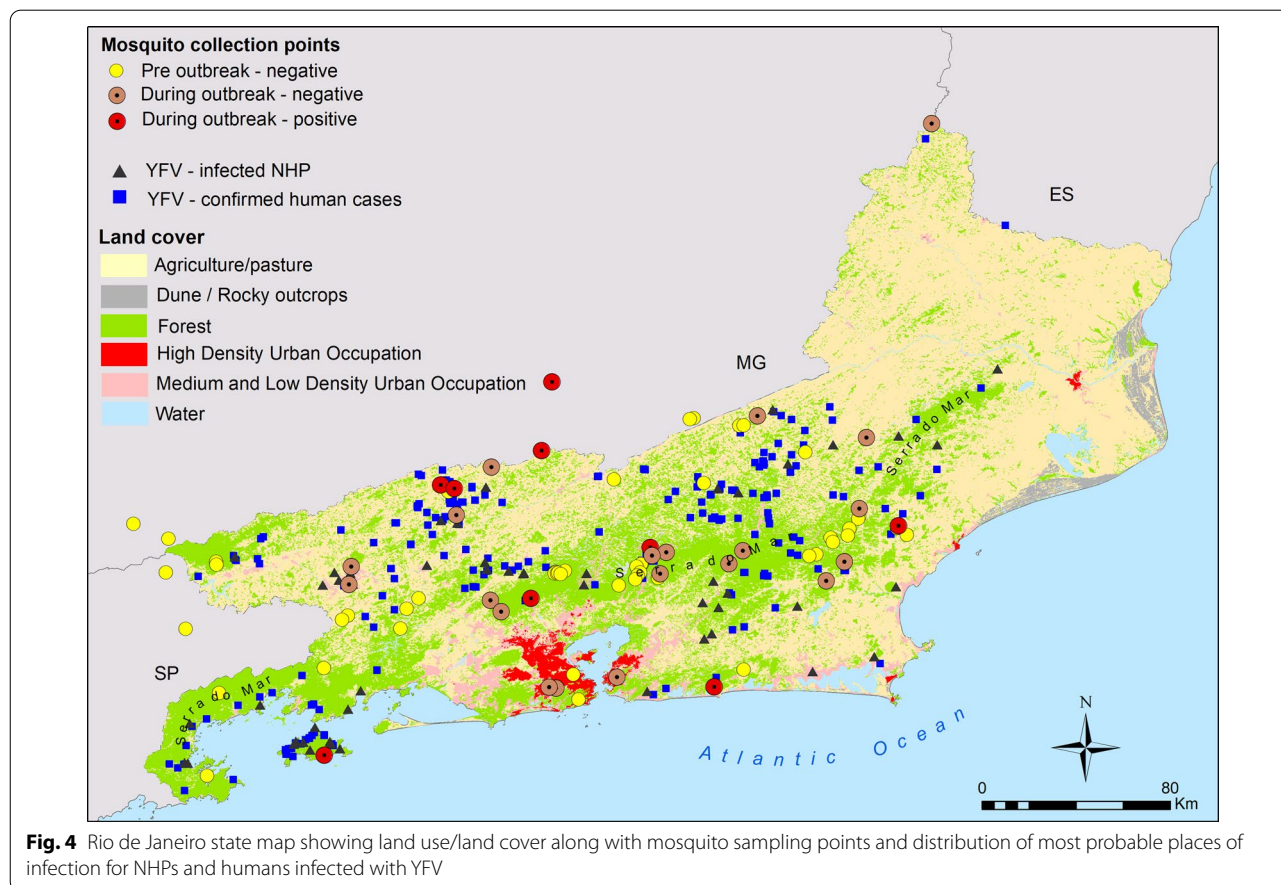 Mosquito collection points
Pre outbreak - negative
During outbreak - negative
During outbreak - positive
YFV - infected NHP
YFV - confirmed human cases
Land cover
Agriculture/pasture
Dune / Rocky outcrops
Forest
High Density Urban Occupation
Medium and Low Density Urban Occupation
Water
ES
MG
Serra do Mar
Serra do Ma
SP
Serra do Mar
Atlantic Ocean
N
0 80
Km
Fig. 4 Rio de Janeiro state map showing land use/land cover along with mosquito sampling points and distribution of most probable places of
infection for NHPs and humans infected with YFV